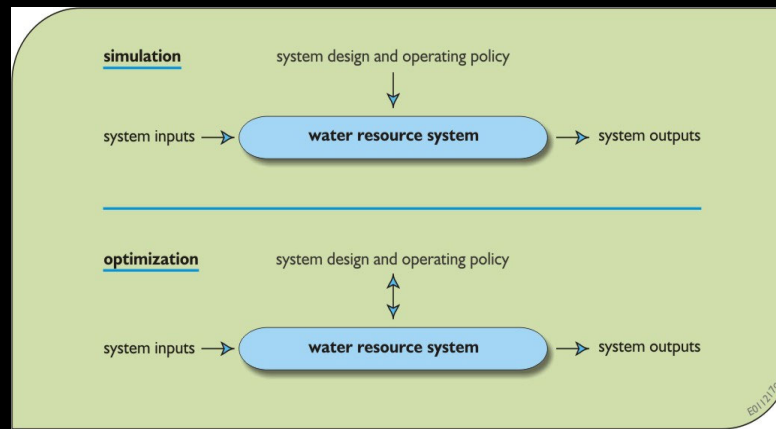 simulation
system design and operating policy
system inputs
water resource system
system outputs
optimization
system design and operating policy
system inputs
water resource system
system outputs